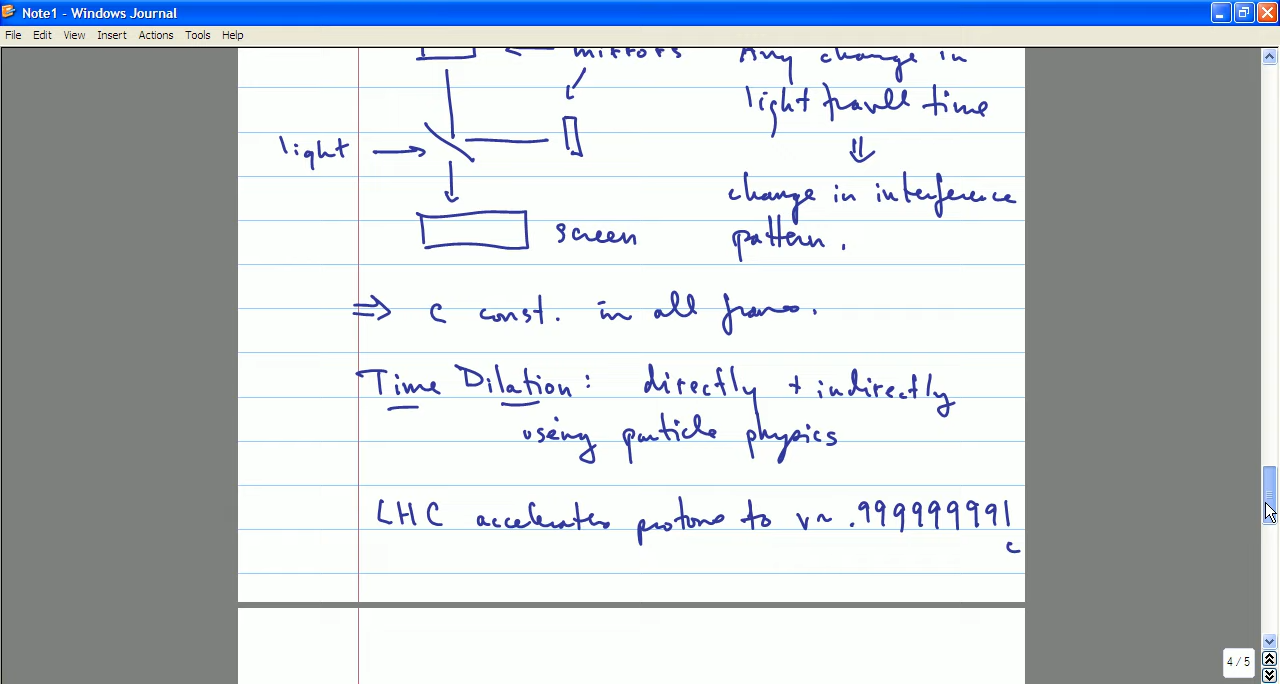 Note1 - Windows Journal
File Edit View Insert Actions Tools Help
mirrors
Any change in
light travell time
light
⇓
change in interference
pattern.
screen
⇒ c const. in all frames.
Time Dilation: directly + indirectly
using particle physics
LHC accelerates protons to v~ .999999991
c
4 / 5